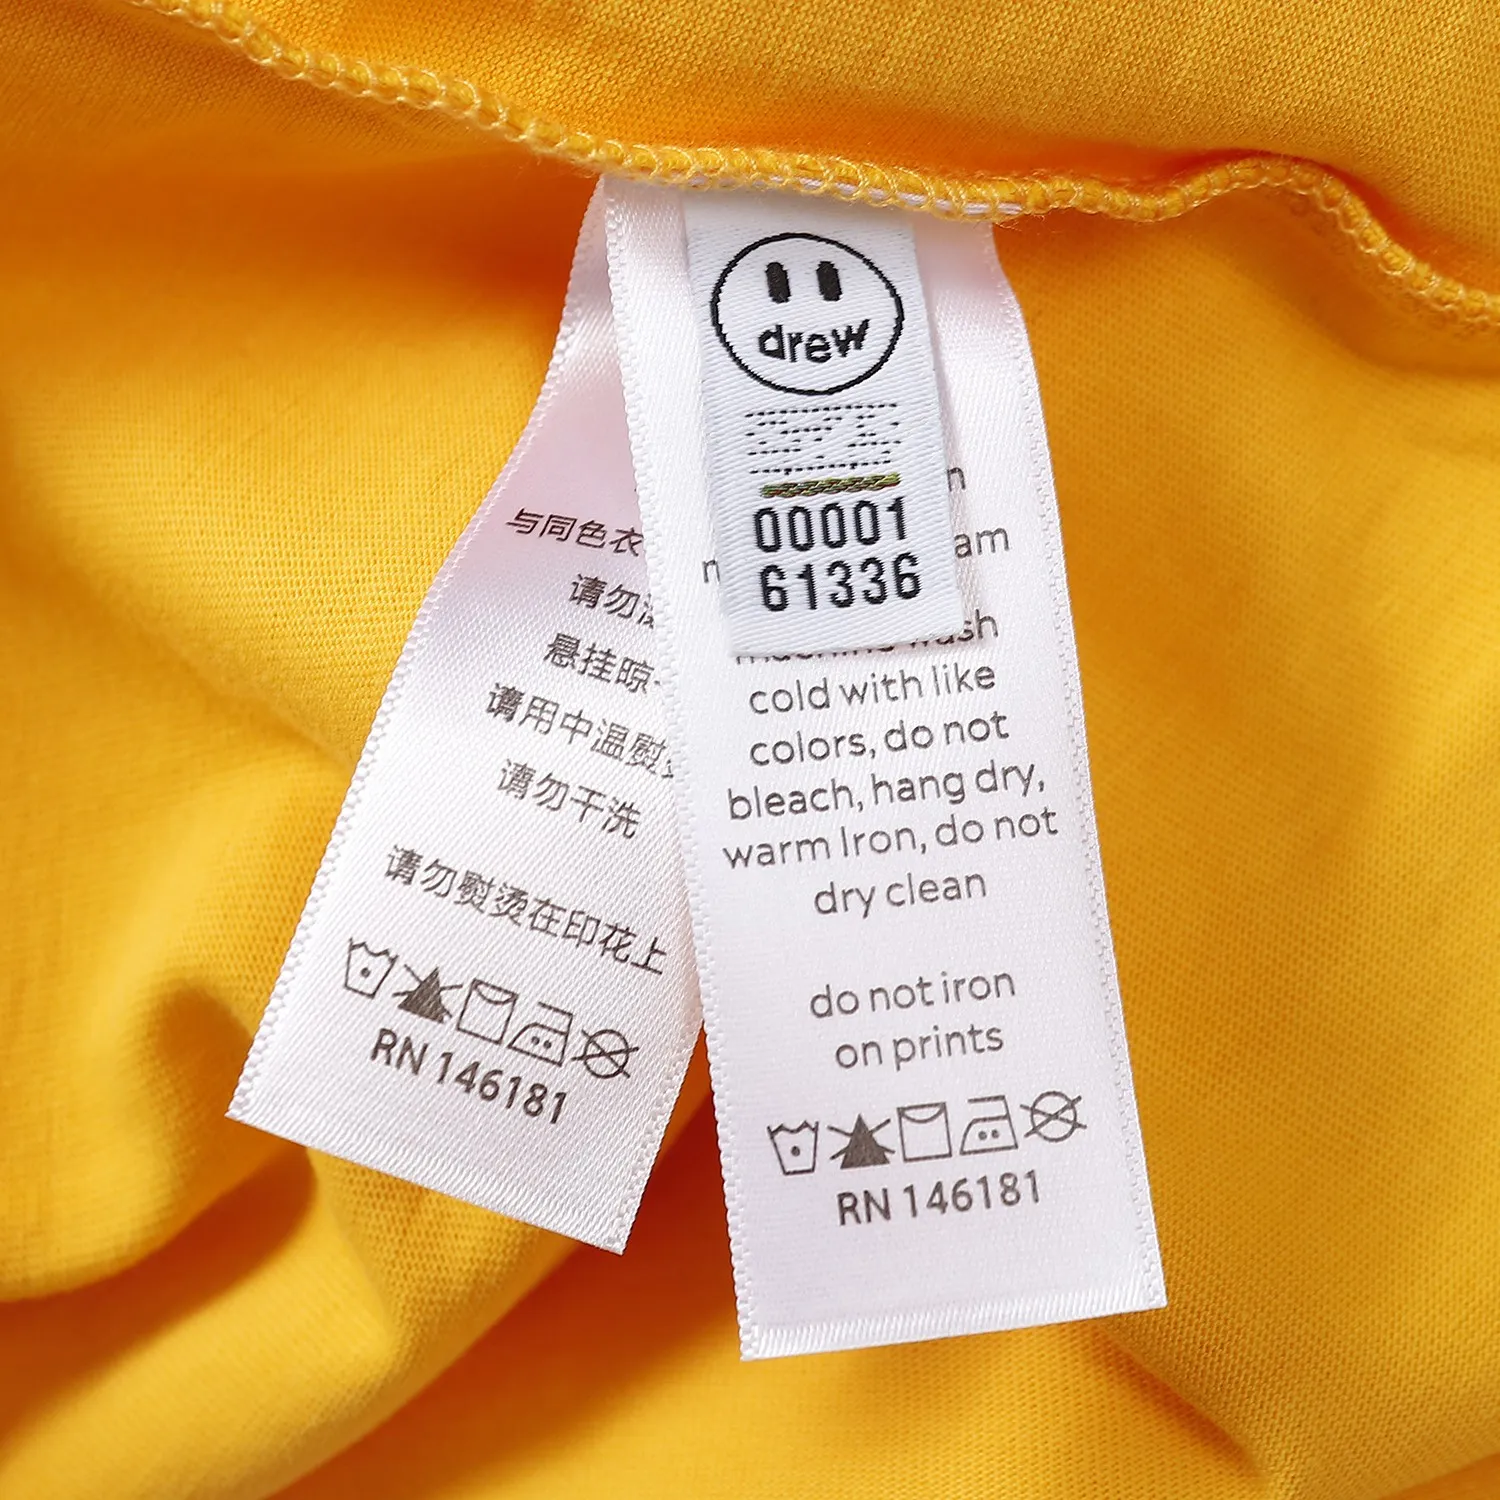 与同色衣
请勿
悬挂晾
请用中温熨
请勿干洗
请勿熨烫在印花上
RN 146181
drew
00001
61336
cold with like
colors, do not
bleach, hang dry,
warm Iron, do not
dry clean
do not iron
on prints
RN 146181